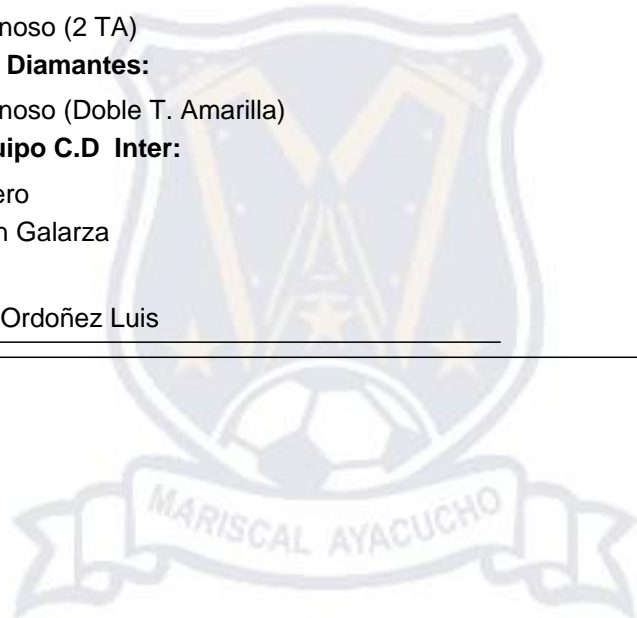 noso (2 TA)
Diamantes:
noso (Doble T. Amarilla)
uipo C.D Inter:
ero
n Galarza
Ordoñez Luis
MARISCAL AYACUCHO